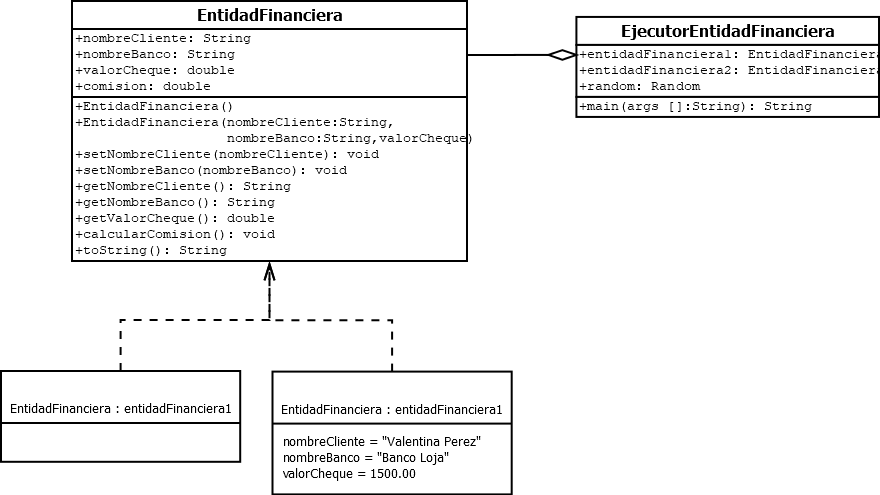 EntidadFinanciera
+nombreCliente: String
+nombreBanco: String
+valorCheque: double
+comision: double
+EntidadFinanciera()
+EntidadFinanciera(nombreCliente:String,
nombreBanco:String,valorCheque)
+setNombreCliente(nombreCliente): void
+setNombreBanco(nombreBanco): void
+getNombreCliente(): String
+getNombreBanco(): String
+getValorCheque(): double
+calcularComision(): void
+toString(): String
EjecutorEntidadFinanciera
+entidadFinanciera1: EntidadFinanciera
+entidadFinanciera2: EntidadFinanciera
+random: Random
+main(args []:String): String
EntidadFinanciera : entidadFinanciera1
EntidadFinanciera : entidadFinanciera1
nombreCliente = "Valentina Perez"
nombreBanco = "Banco Loja"
valorCheque = 1500.00